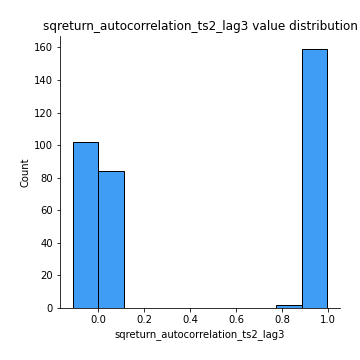 sqreturn_autocorrelation_ts2_lag3 value distribution
160
140
120
100
80
60
40
20
0
Count
0.0 0.2 0.4 0.6 0.8 1.0
sqreturn_autocorrelation_ts2_lag3